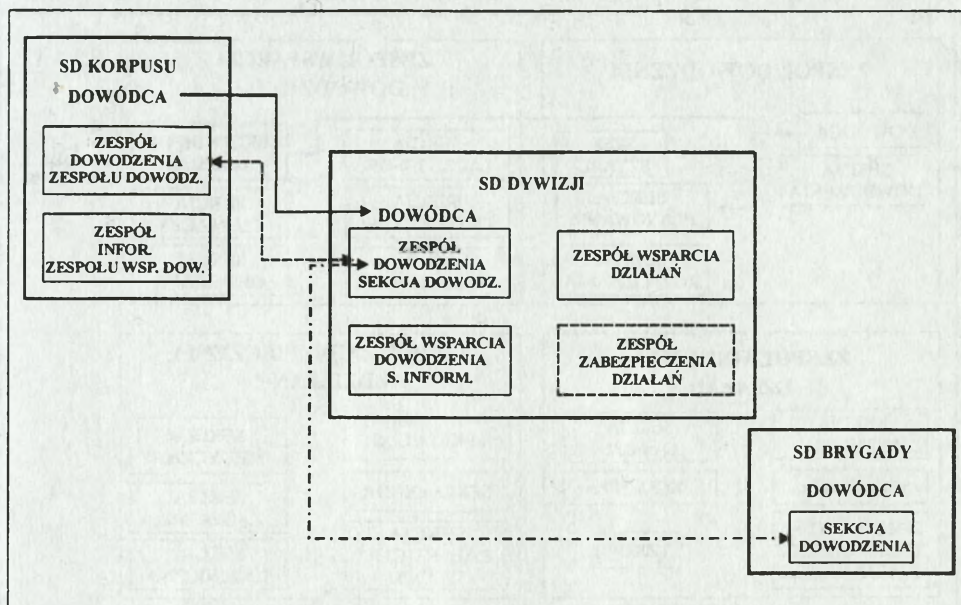 SD KORPUSU
DOWÓDCA
ZESPÓŁ
DOWODZENIA
ZESPOŁU DOWODZ.
ZESPÓŁ
INFOR.
ZESPOŁU WSP. DOW.
SD DYWIZJI
DOWÓDCA
ZESPÓŁ
DOWODZENIA
SEKCJA DOWODZ.
ZESPÓŁ WSPARCIA
DZIAŁAŃ
ZESPÓŁ WSPARCIA
DOWODZENIA
S. INFORM.
ZESPÓŁ
ZABEZPIECZENIA
DZIAŁAŃ
SD BRYGADY
DOWÓDCA
SEKCJA
DOWODZENIA